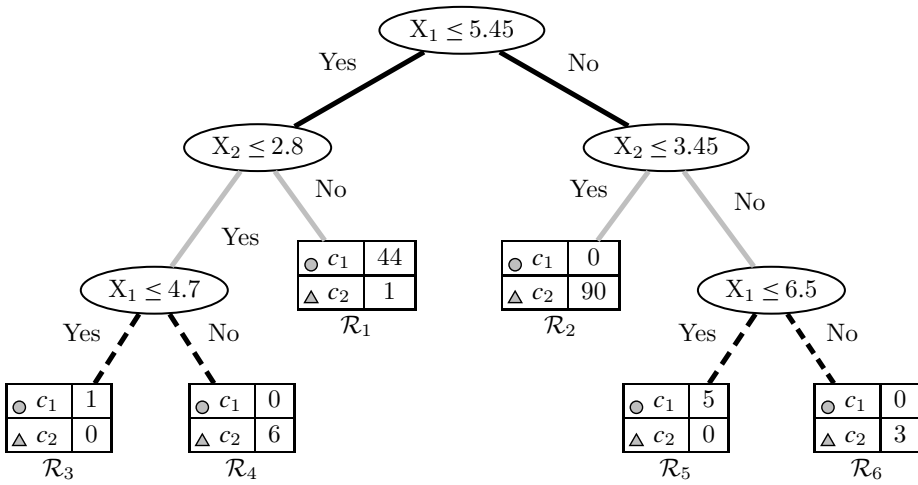 X₁ ≤ 5.45
Yes
No
X₂ ≤ 2.8
X₂ ≤ 3.45
Yes
No
Yes
No
X₁ ≤ 4.7
c₁ 44
c₂ 1
R₁
c₁ 0
c₂ 90
R₂
X₁ ≤ 6.5
Yes
No
Yes
No
c₁ 1
c₂ 0
R₃
c₁ 0
c₂ 6
R₄
c₁ 5
c₂ 0
R₅
c₁ 0
c₂ 3
R₆